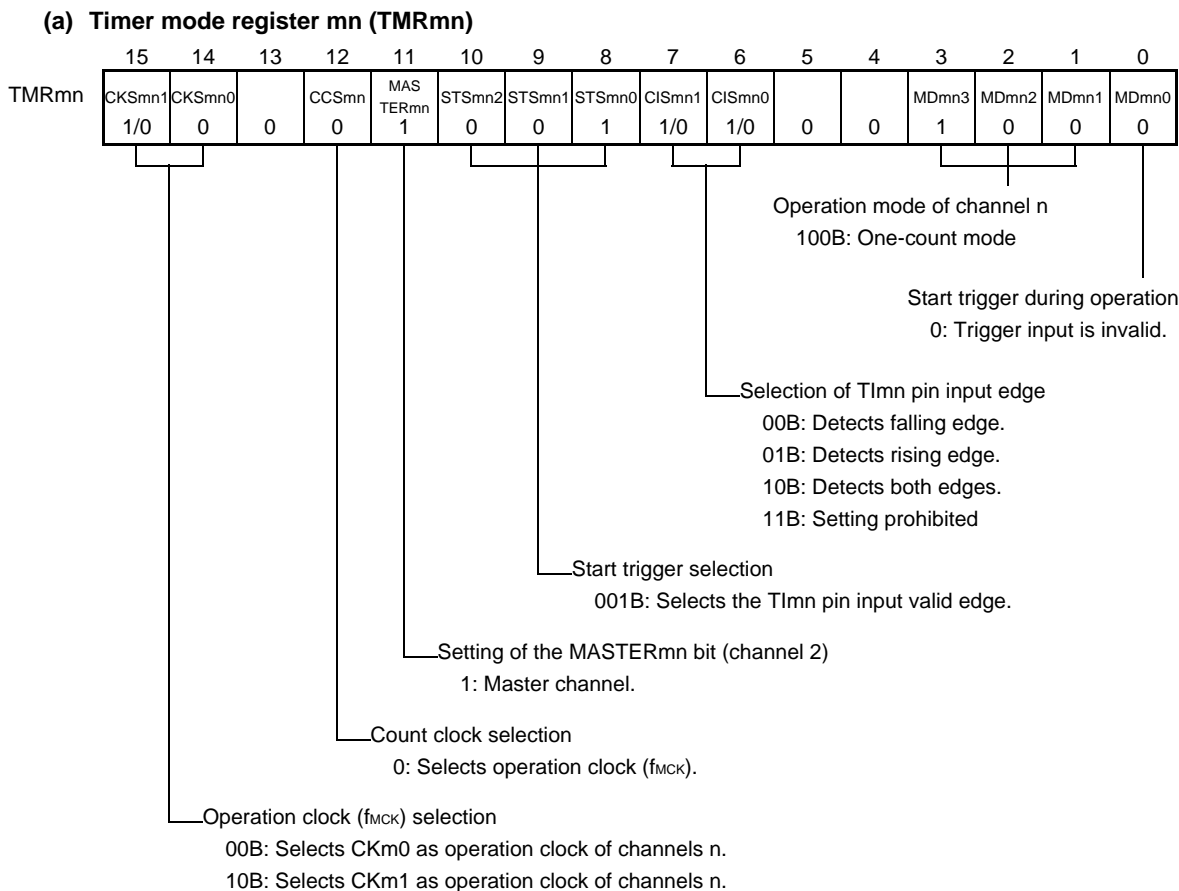 (a) Timer mode register mn (TMRmn)
15 14 13 12 11 10 9 8 7 6 5 4 3 2 1 0
TMRmn CKSmn1 CKSmn0 CCSmn MAS TERmn STSmn2 STSmn1 STSmn0 CISmn1 CISmn0 MDmn3 MDmn2 MDmn1 MDmn0
1/0 0 0 0 1 0 0 1 1/0 1/0 0 0 1 0 0 0
Operation mode of channel n
100B: One-count mode
Start trigger during operation
0: Trigger input is invalid.
Selection of TImn pin input edge
00B: Detects falling edge.
01B: Detects rising edge.
10B: Detects both edges.
11B: Setting prohibited
Start trigger selection
001B: Selects the TImn pin input valid edge.
Setting of the MASTERmn bit (channel 2)
1: Master channel.
Count clock selection
0: Selects operation clock (fMCK).
Operation clock (fMCK) selection
00B: Selects CKm0 as operation clock of channels n.
10B: Selects CKm1 as operation clock of channels n.